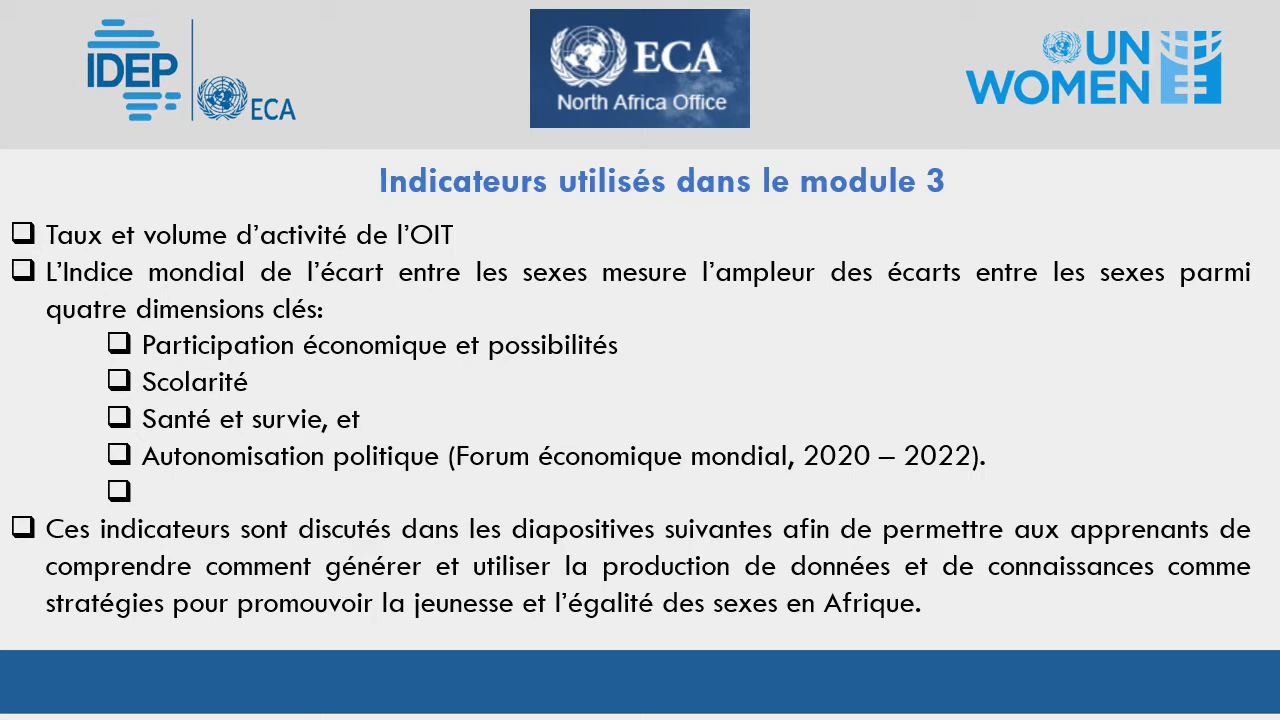 IDEP
ECA
ECA
North Africa Office
UN
WOMEN
Indicateurs utilisés dans le module 3
Taux et volume d’activité de l’OIT
L’Indice mondial de l’écart entre les sexes mesure l’ampleur des écarts entre les sexes parmi
quatre dimensions clés:
Participation économique et possibilités
Scolarité
Santé et survie, et
Autonomisation politique (Forum économique mondial, 2020 – 2022).
Ces indicateurs sont discutés dans les diapositives suivantes afin de permettre aux apprenants de
comprendre comment générer et utiliser la production de données et de connaissances comme
stratégies pour promouvoir la jeunesse et l’égalité des sexes en Afrique.